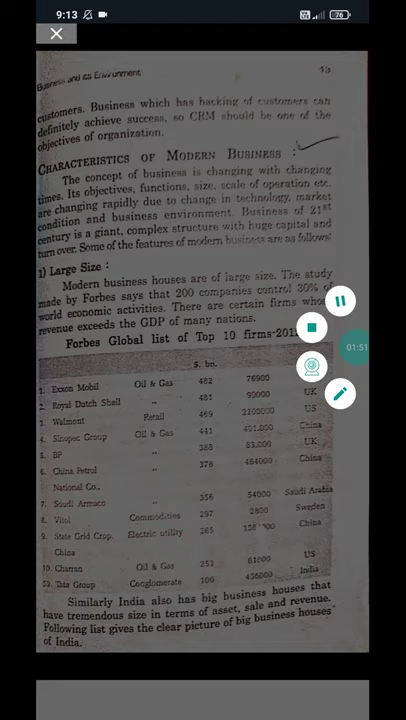 9:13
76
Business and its Environment 13
customers. Business which has backing of customers can
definitely achieve success, so CRM should be one of the
objectives of organization.
CHARACTERISTICS OF MODERN BUSINESS :
The concept of business is changing with changing
times. Its objectives, functions, size, scale of operation etc.
are changing rapidly due to change in technology, market
condition and business environment. Business of 21st
century is a giant, complex structure with huge capital and
turn over. Some of the features of modern business are as follows
1) Large Size :
Modern business houses are of large size. The study
made by Forbes says that 200 companies control 30% of
world economic activities. There are certain firms
revenue exceeds the GDP of many nations.
01:51
Forbes Global list of Top 10 firms
$. bn.
1. Exxon Mobil Oil & Gas 482 76900
2. Royal Dutch Shell " 481 90000 UK
3. Walmont Retail 469 2200000 US
4. Sinopec Group Oil & Gas 441 401.000 China
5. BP " 388 83,000 UK
6. China Petrol " 378 464000 China
National Co.,
7. Saudi Armaco " 356 54000 Saudi Arabia
8. Vitol Commodities 297 2800 Sweden
9. State Grid Crop. Electric utility 265 China
China
10. Oil & Gas 253 61000 US
Tata Group Conglomerate 100 456000 India
Similarly India also has big business houses that
have tremendous size in terms of asset, sale and revenue.
Following list gives the clear picture of big business houses
of India.